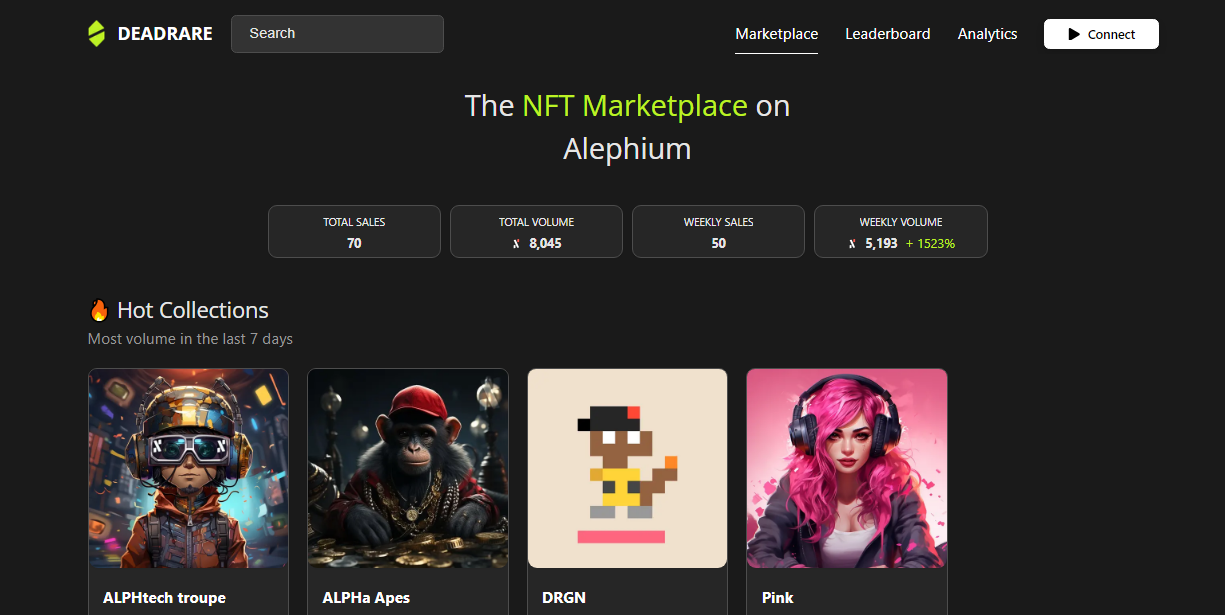 DEADRARE
Search
Marketplace
Leaderboard
Analytics
Connect
The NFT Marketplace on
Alephium
TOTAL SALES
70
TOTAL VOLUME
8,045
WEEKLY SALES
50
WEEKLY VOLUME
5,193 + 1523%
Hot Collections
Most volume in the last 7 days
ALPHtech troupe
ALPHa Apes
DRGN
Pink